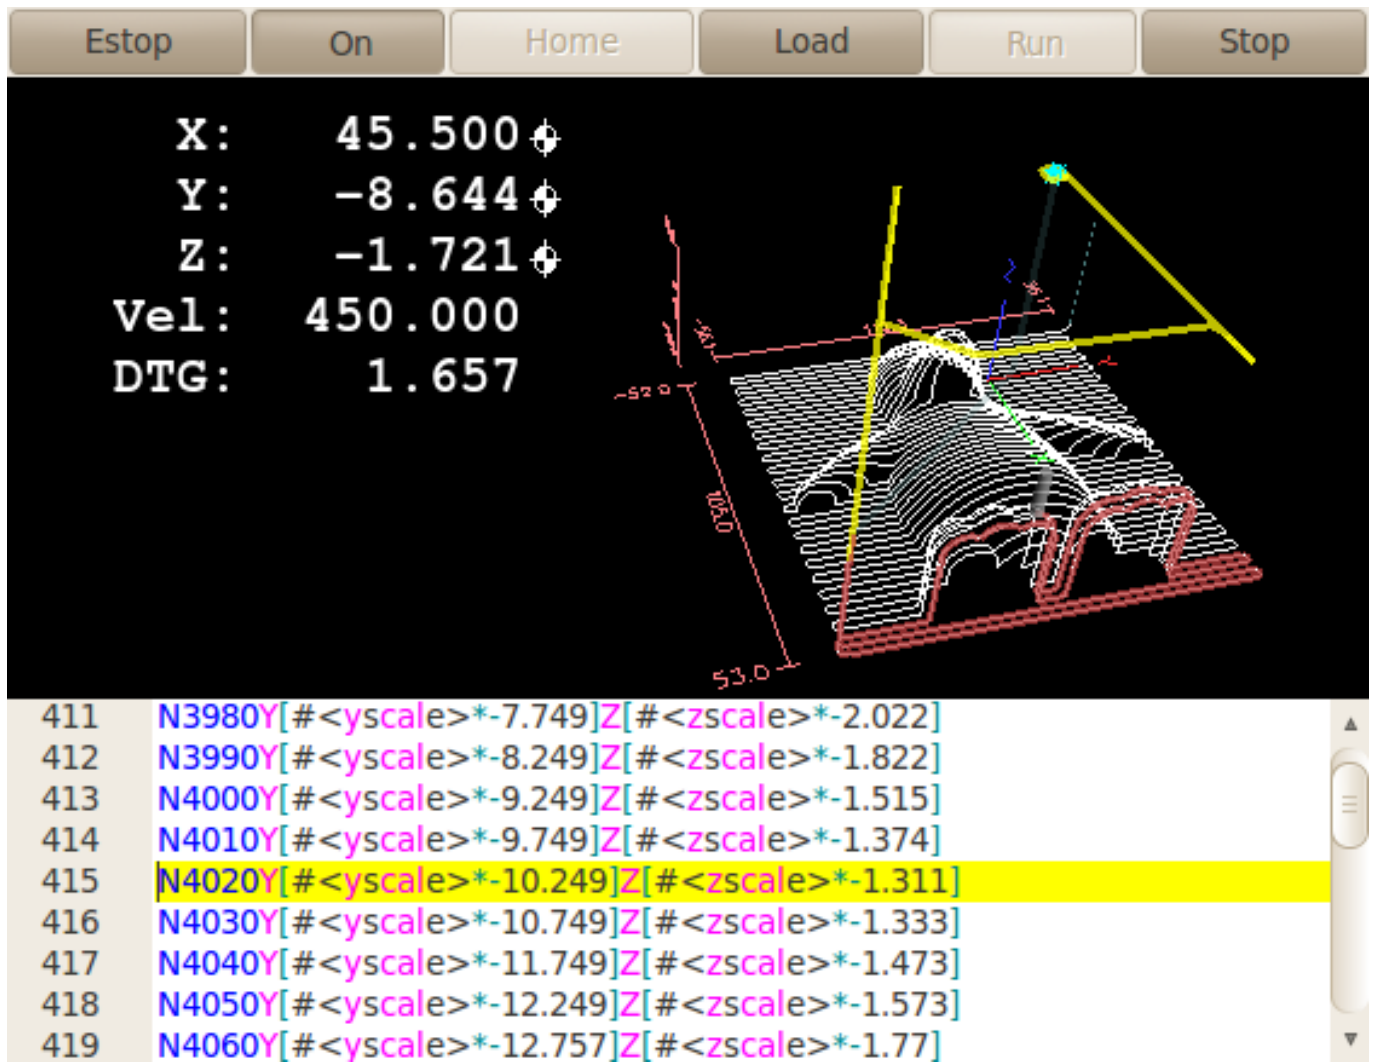 Estop On Home Load Run Stop
X: 45.500
Y: -8.644
Z: -1.721
Vel: 450.000
DTG: 1.657
-52.0
105.0
53.0
411 N3980Y[#<yscale>*-7.749]Z[#<zscale>*-2.022]
412 N3990Y[#<yscale>*-8.249]Z[#<zscale>*-1.822]
413 N4000Y[#<yscale>*-9.249]Z[#<zscale>*-1.515]
414 N4010Y[#<yscale>*-9.749]Z[#<zscale>*-1.374]
415 N4020Y[#<yscale>*-10.249]Z[#<zscale>*-1.311]
416 N4030Y[#<yscale>*-10.749]Z[#<zscale>*-1.333]
417 N4040Y[#<yscale>*-11.749]Z[#<zscale>*-1.473]
418 N4050Y[#<yscale>*-12.249]Z[#<zscale>*-1.573]
419 N4060Y[#<yscale>*-12.757]Z[#<zscale>*-1.77]